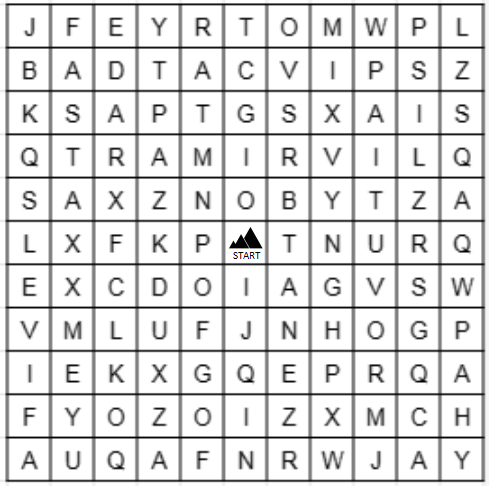 J F E Y R T O M W P L
B A D T A C V I P S Z
K S A P T G S X A I S
Q T R A M I R V I L Q
S A X Z N O B Y T Z A
L X F K P START T N U R Q
E X C D O I A G V S W
V M L U F J N H O G P
I E K X G Q E P R Q A
F Y O Z O I Z X M C H
A U Q A F N R W J A Y